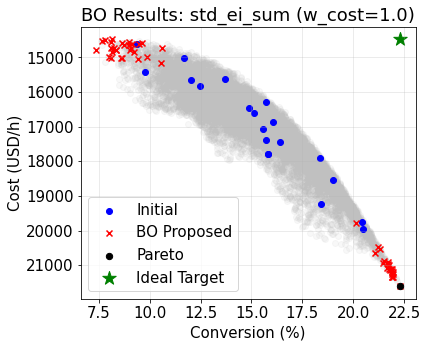 BO Results: std_ei_sum (w_cost=1.0)
Cost (USD/h)
15000
16000
17000
18000
19000
20000
21000
Initial
BO Proposed
Pareto
Ideal Target
7.5 10.0 12.5 15.0 17.5 20.0 22.5
Conversion (%)